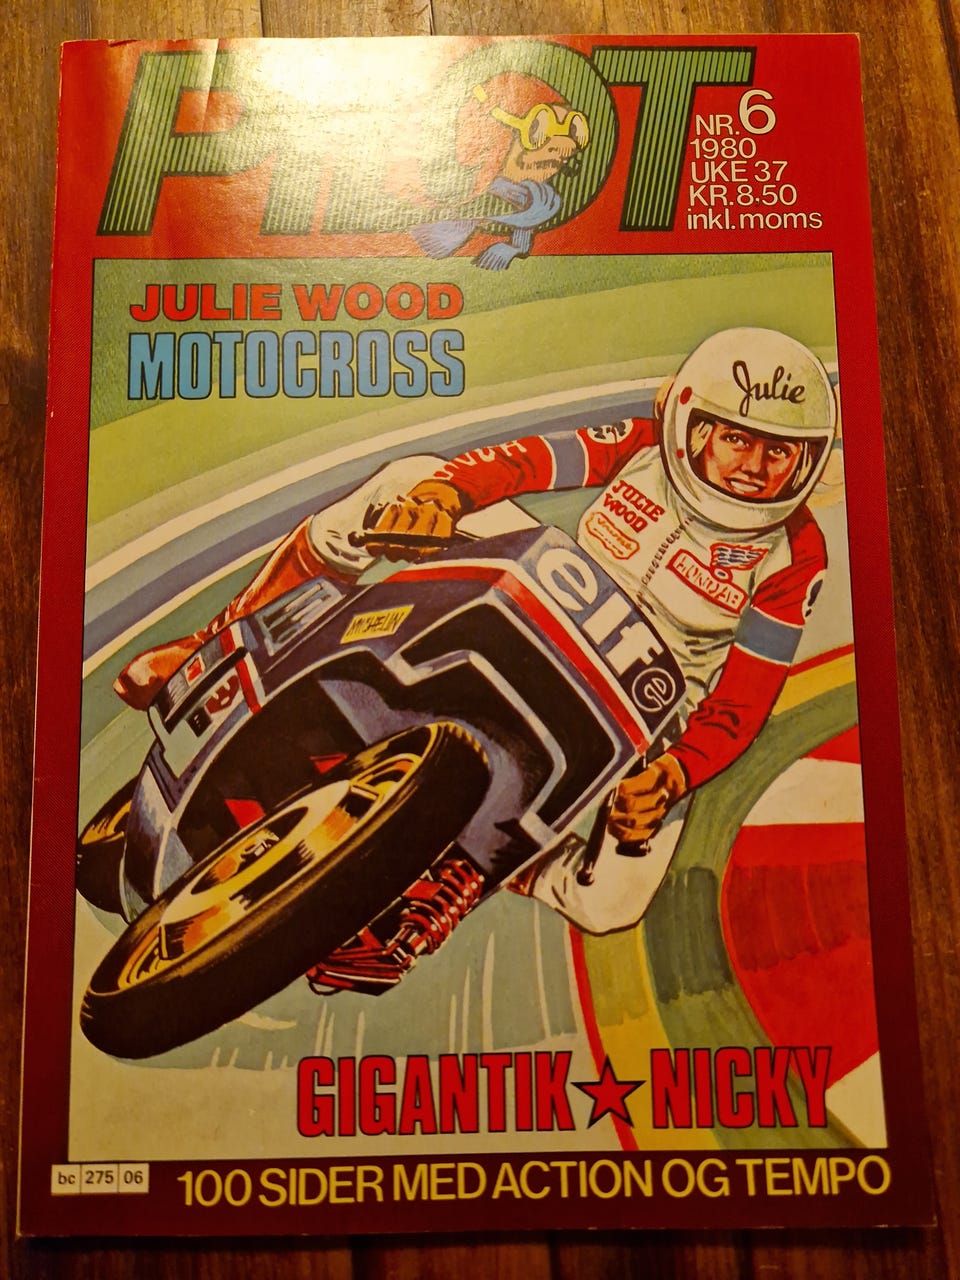 PILOT
NR.6
1980
UKE 37
KR.8.50
inkl.moms
JULIE WOOD
MOTOCROSS
Julie
JULIE
WOOD
elf
MICHELIN
GIGANTIK★NICKY
bc 275 06
100 SIDER MED ACTION OG TEMPO